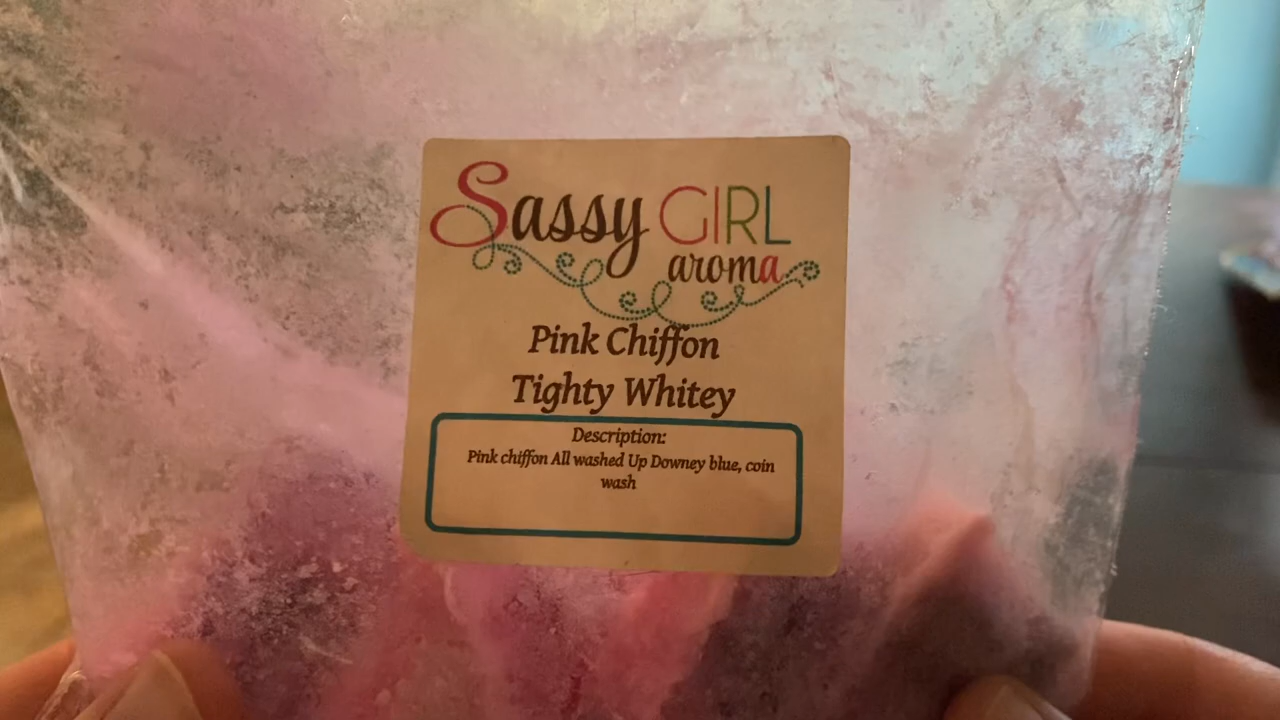 Sassy GIRL
aroma
Pink Chiffon
Tighty Whitey
Description:
Pink chiffon All washed Up Downey blue, coin
wash